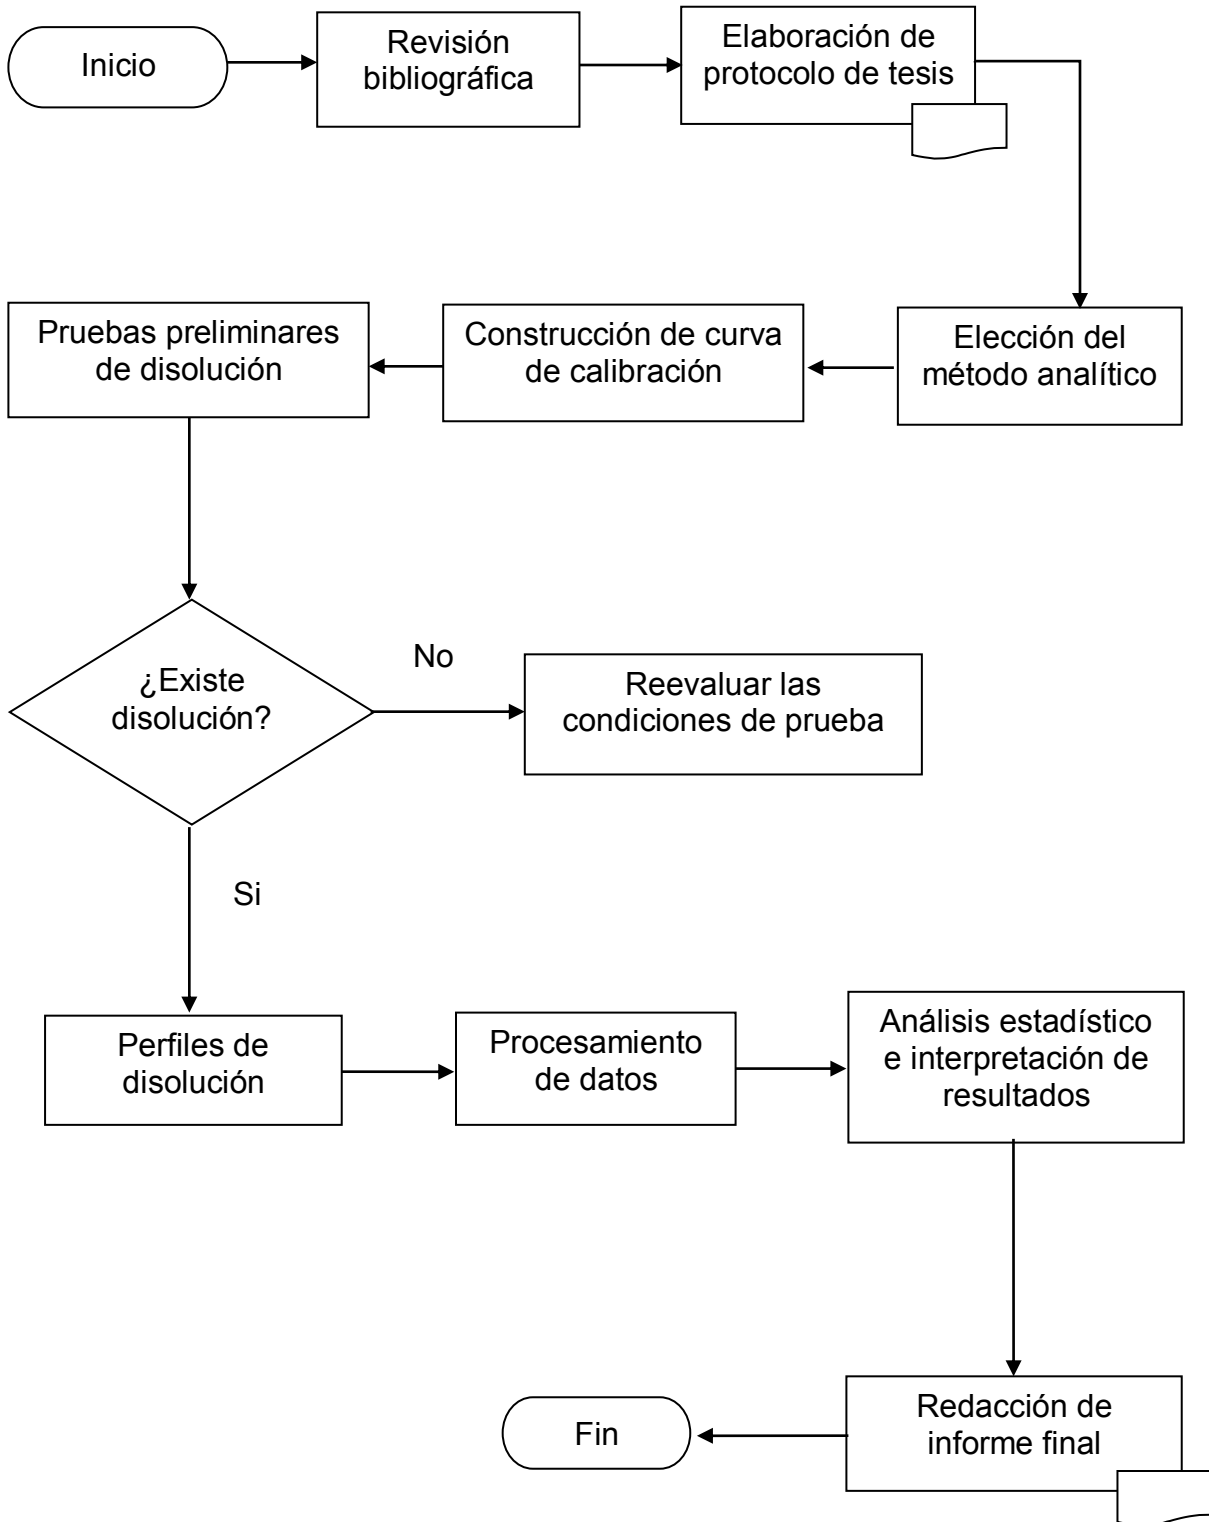 Inicio
Revisión
bibliográfica
Elaboración de
protocolo de tesis
Pruebas preliminares
de disolución
Construcción de curva
de calibración
Elección del
método analítico
¿Existe
disolución?
No
Reevaluar las
condiciones de prueba
Si
Perfiles de
disolución
Procesamiento
de datos
Análisis estadístico
e interpretación de
resultados
Fin
Redacción de
informe final